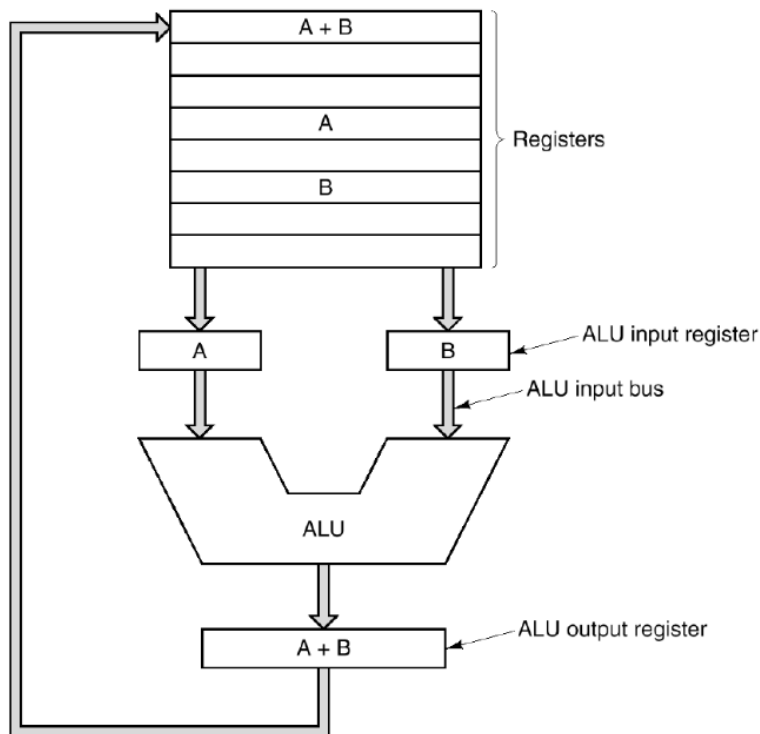 A + B
A
Registers
B
A
B
ALU input register
ALU input bus
ALU
ALU output register
A + B